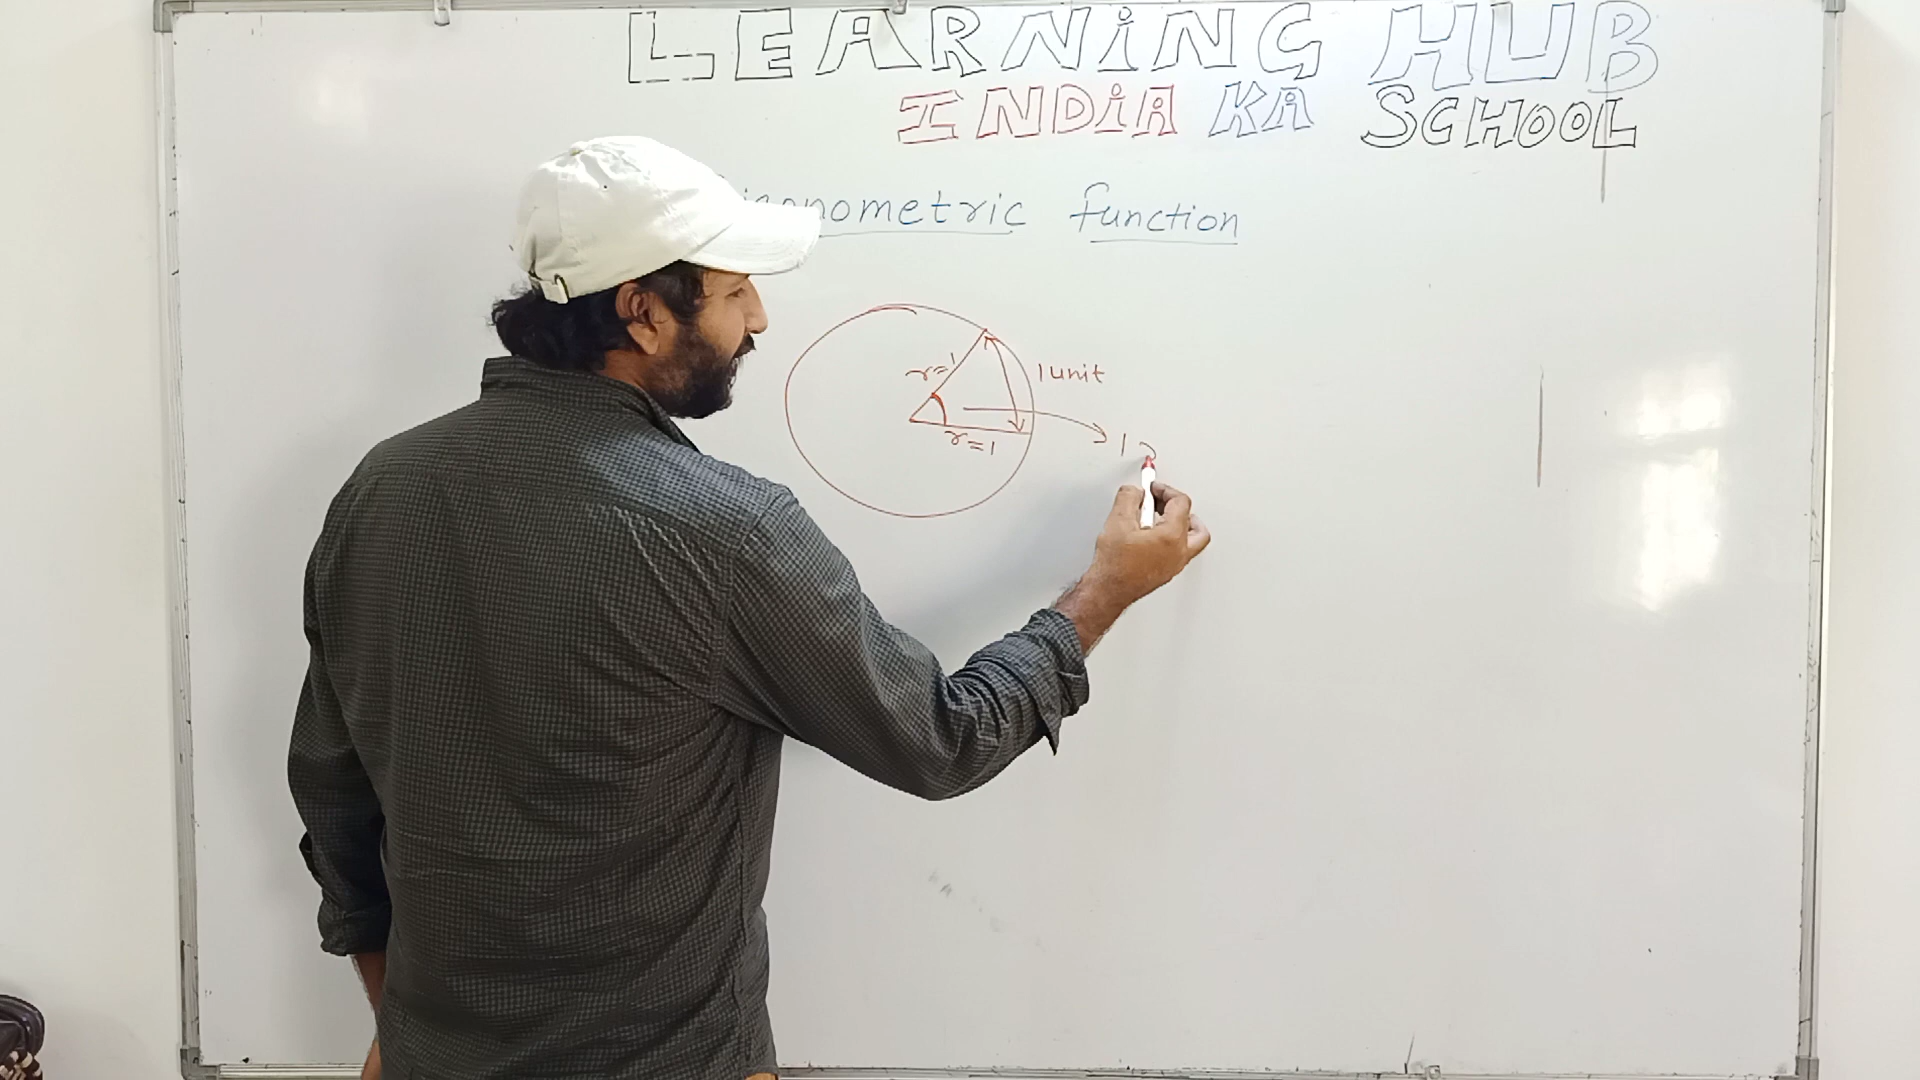 LEARNING HUB
INDIA KA SCHOOL
function
r=1
1unit
r=1
1